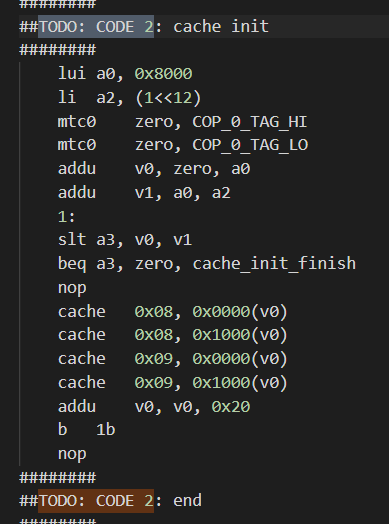 ########
##TODO: CODE 2: cache init
########
lui a0, 0x8000
li a2, (1<<12)
mtc0 zero, COP_0_TAG_HI
mtc0 zero, COP_0_TAG_LO
addu v0, zero, a0
addu v1, a0, a2
1:
slt a3, v0, v1
beq a3, zero, cache_init_finish
nop
cache 0x08, 0x0000(v0)
cache 0x08, 0x1000(v0)
cache 0x09, 0x0000(v0)
cache 0x09, 0x1000(v0)
addu v0, v0, 0x20
b 1b
nop
########
##TODO: CODE 2: end
########